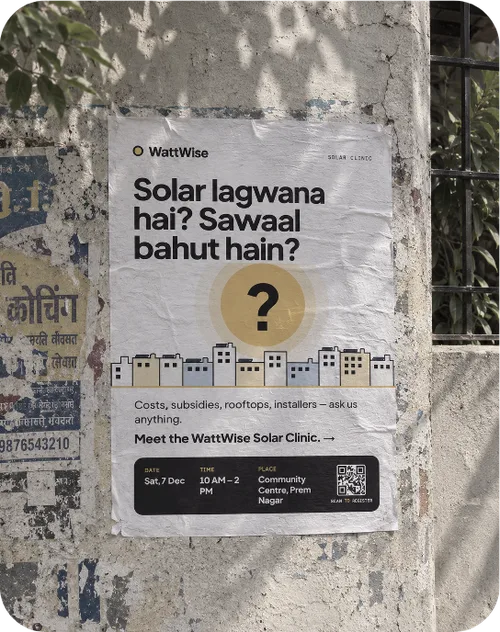 WattWise
SOLAR CLINIC
Solar lagwana
hai? Sawaal
bahut hain?
?
Costs, subsidies, rooftops, installers – ask us
anything.
Meet the WattWise Solar Clinic. →
DATE
Sat, 7 Dec
TIME
10 AM – 2
PM
PLACE
Community
Centre, Prem
Nagar
SCAN TO REGISTER
कोचिंग
9876543210